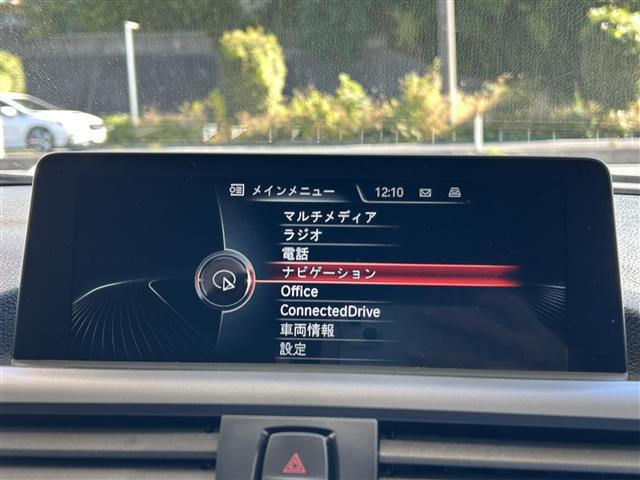 メインメニュー 12:10
マルチメディア
ラジオ
電話
ナビゲーション
Office
ConnectedDrive
車両情報
設定